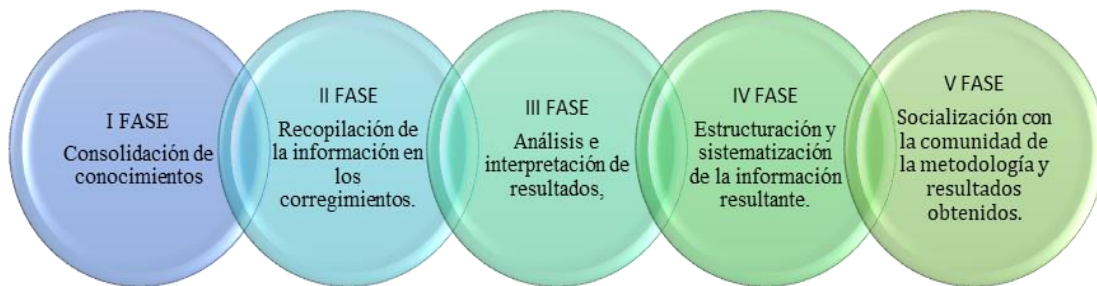 I FASE
Consolidación de
conocimientos
II FASE
Recopilación de
la información en
los
corregimientos.
III FASE
Análisis e
interpretación de
resultados,
IV FASE
Estructuración y
sistematización
de la información
resultante.
V FASE
Socialización con
la comunidad de
la metodología y
resultados
obtenidos.